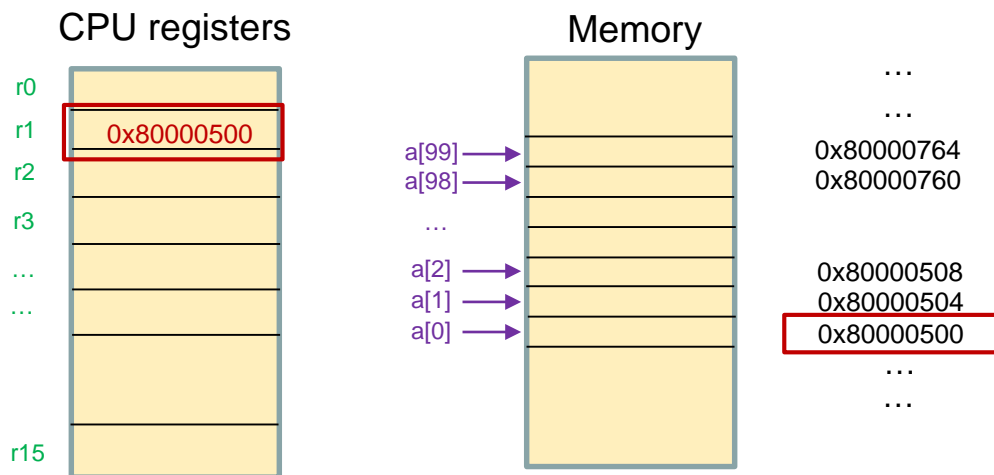 CPU registers
r0
r1
0x80000500
r2
r3
…
…
r15
Memory
a[99]
a[98]
…
a[2]
a[1]
a[0]
…
…
0x80000764
0x80000760
0x80000508
0x80000504
0x80000500
…
…